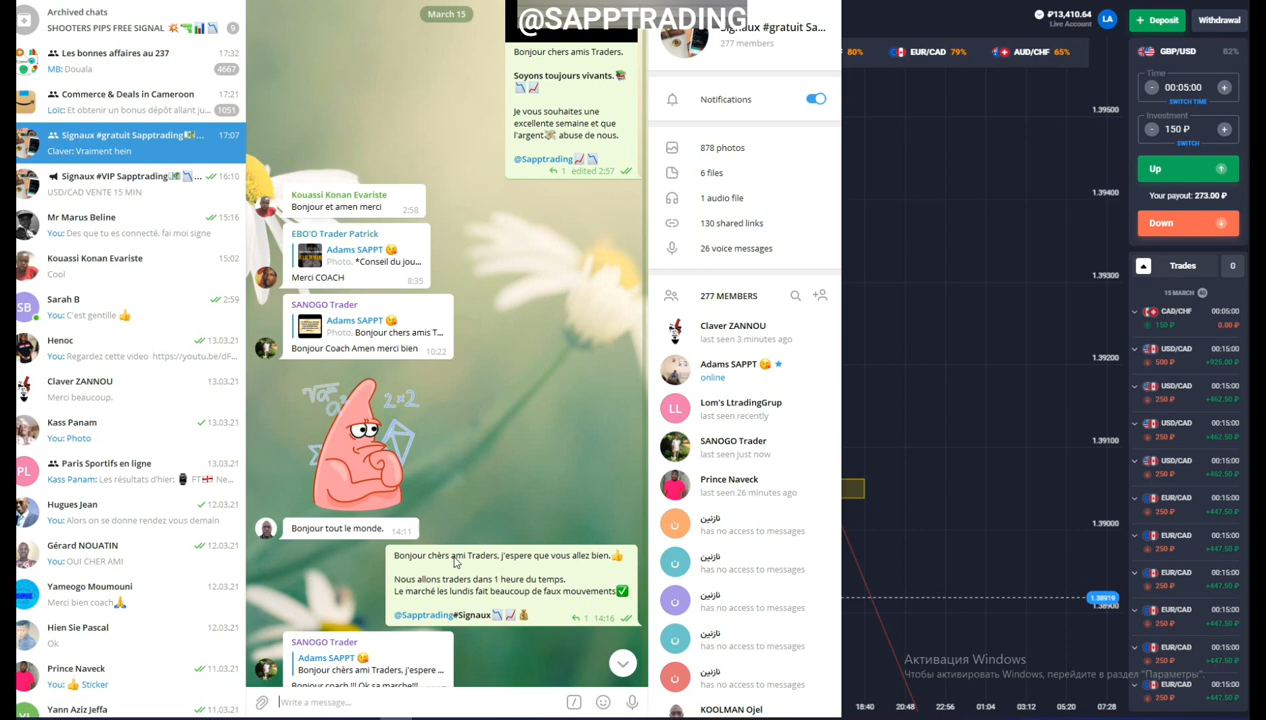 Archived chats
SHOOTERS PIPS FREE SIGNAL
9
Les bonnes affaires au 237
17:32
MB: Douala
4667
Commerce & Deals in Cameroon
17:21
Loïc: Et obtenir un bonus dépôt allant ju...
1051
Signaux #gratuit Sapptrading
17:07
Claver: Vraiment hein
Signaux #VIP Sapptrading
16:10
USD/CAD VENTE 15 MIN
Mr Marus Beline
15:16
You: Des que tu es connecté, fai moi signe
Kouassi Konan Evariste
15:02
Cool
SB
Sarah B
2:59
You: C'est gentille
Henoc
13.03.21
You: Regardez cette video https://youtu.be/dF...
Claver ZANNOU
13.03.21
Merci beaucoup.
Kass Panam
13.03.21
You: Photo
PL
Paris Sportifs en ligne
13.03.21
Kass Panam: Les résultats d'hier: FT Ne...
Hugues Jean
12.03.21
You: Alors on se donne rendez vous demain
Gérard NOUATIN
12.03.21
You: OUI CHER AMI
Yameogo Moumouni
12.03.21
Merci bien coach
Hien Sie Pascal
12.03.21
Ok
Prince Naveck
11.03.21
You: Sticker
Yann Aziz Jeffa
11.03.21
March 15
@SAPPTRADING
Bonjour chers amis Traders.
Soyons toujours vivants.
Je vous souhaites une
excellente semaine et que
l'argent abuse de nous.
@Sapptrading
1 edited 2:57
Kouassi Konan Evariste
Bonjour et amen merci
2:58
EBO'O Trader Patrick
Adams SAPPT
Photo. *Conseil du jou...
Merci COACH
8:35
SANOGO Trader
Adams SAPPT
Photo. Bonjour chers amis T...
Bonjour Coach Amen merci bien
10:22
2×2
Bonjour tout le monde.
14:11
Bonjour chèrs ami Traders, j'espere que vous allez bien.
Nous allons traders dans 1 heure du temps.
Le marché les lundis fait beaucoup de faux mouvements
@Sapptrading#Signaux
1 14:16
SANOGO Trader
Adams SAPPT
Bonjour chèrs ami Traders, j'espere ...
Bonjour coach !!! Ok sa marche!!!
Write a message...
Signaux #gratuit Sa...
277 members
Notifications
878 photos
6 files
1 audio file
130 shared links
26 voice messages
277 MEMBERS
Claver ZANNOU
last seen 3 minutes ago
Adams SAPPT
online
LL
Lom's LtradingGrup
last seen recently
SANOGO Trader
last seen just now
Prince Naveck
last seen 26 minutes ago
ن
نازنین
has no access to messages
ن
نازنین
has no access to messages
ن
نازنین
has no access to messages
ن
نازنین
has no access to messages
ن
نازنین
has no access to messages
KOOLMAN Ojel
₽13,410.64
Live Account
LA
+ Deposit
Withdrawal
80%
EUR/CAD 79%
AUD/CHF 65%
1.39500
1.39400
1.39300
1.39200
1.39100
1.39000
1.38919
1.38900
18:40
20:48
22:56
01:04
03:12
05:20
07:28
GBP/USD
82%
Time
- 00:05:00 +
SWITCH TIME
Investment
- 150 ₽ +
SWITCH
Up
Your payout: 273.00 ₽
Down
Trades
0
15 MARCH 40
CAD/CHF
00:05:00
150 ₽
0.00 ₽
USD/CAD
00:15:00
500 ₽
+925.00 ₽
USD/CAD
00:15:00
250 ₽
+462.50 ₽
USD/CAD
00:15:00
250 ₽
+462.50 ₽
USD/CAD
00:15:00
250 ₽
+462.50 ₽
EUR/CAD
00:15:00
250 ₽
+447.50 ₽
EUR/CAD
00:15:00
250 ₽
+447.50 ₽
EUR/CAD
00:15:00
250 ₽
+447.50 ₽
EUR/CAD
00:15:00
250 ₽
+447.50 ₽
EUR/CAD
00:15:00
250 ₽
+447.50 ₽
EUR/CAD
00:15:00
250 ₽
+447.50 ₽
Активация Windows
Чтобы активировать Windows, перейдите в раздел "Параметры".